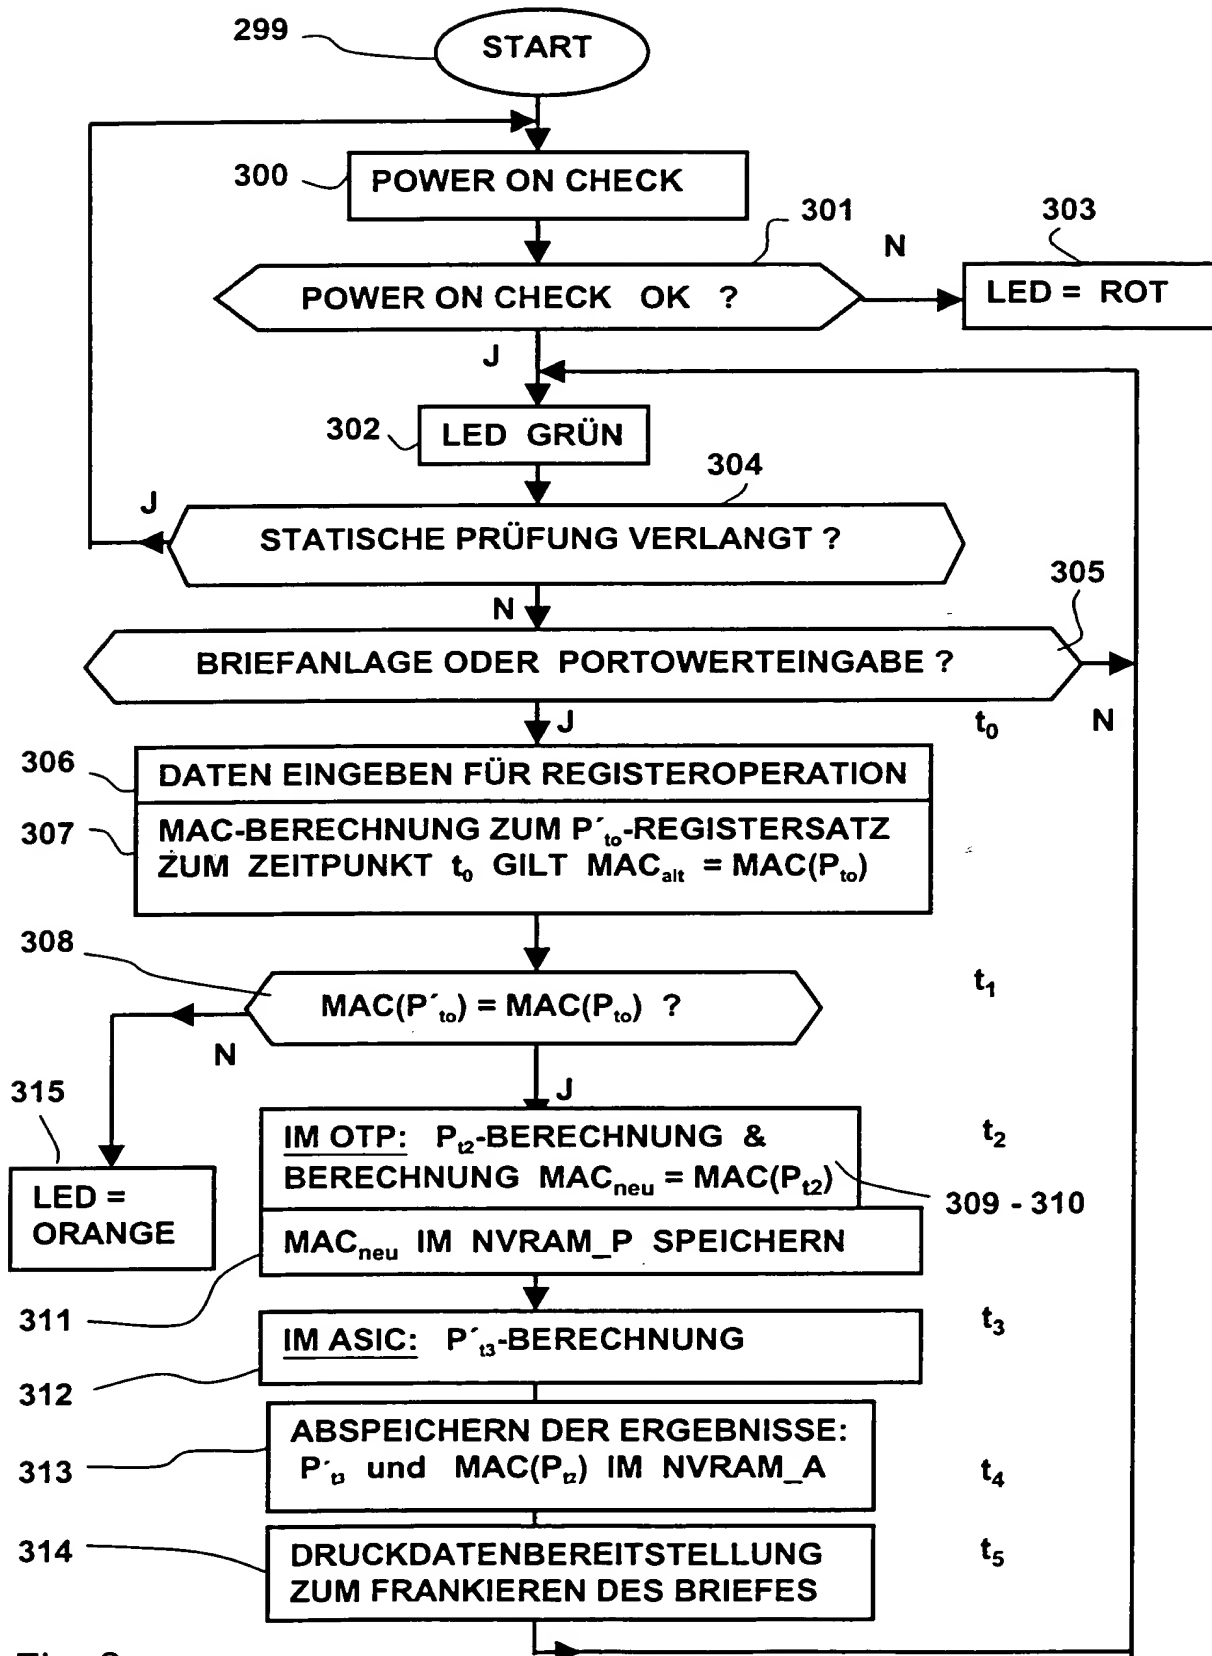 299
START
300
POWER ON CHECK
301
303
N
POWER ON CHECK OK ?
LED = ROT
J
302
LED GRÜN
304
J
STATISCHE PRÜFUNG VERLANGT ?
N
305
BRIEFANLAGE ODER PORTOWERTEINGABE ?
J
t₀
N
306
DATEN EINGEBEN FÜR REGISTEROPERATION
307
MAC-BERECHNUNG ZUM P´to-REGISTERSATZ
ZUM ZEITPUNKT t₀ GILT MACalt = MAC(Pto)
308
t₁
MAC(P´to) = MAC(Pto) ?
N
J
315
LED =
ORANGE
IM OTP: Pt2-BERECHNUNG &
t₂
BERECHNUNG MACneu = MAC(Pt2)
309 - 310
MACneu IM NVRAM_P SPEICHERN
311
t₃
IM ASIC: P´t3-BERECHNUNG
312
ABSPEICHERN DER ERGEBNISSE:
313
P´t3 und MAC(Pt2) IM NVRAM_A
t₄
314
DRUCKDATENBEREITSTELLUNG
t₅
ZUM FRANKIEREN DES BRIEFES